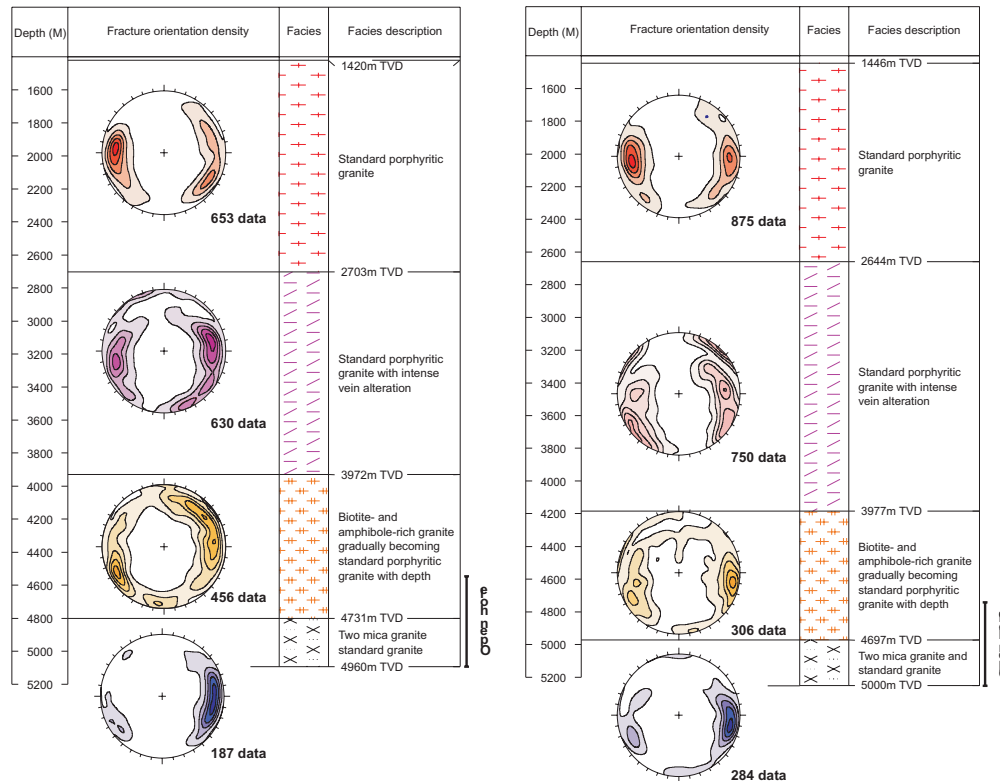 Depth (M) Fracture orientation density Facies Facies description
1420m TVD
1600
1800
2000
2200
2400
2600
2800
3000
3200
3400
3600
3800
4000
4200
4400
4600
4800
5000
5200
653 data
Standard porphyritic
granite
2703m TVD
630 data
Standard porphyritic
granite with intense
vein alteration
3972m TVD
456 data
Biotite- and
amphibole-rich granite
gradually becoming
standard porphyritic
granite with depth
4731m TVD
Two mica granite
standard granite
4960m TVD
187 data
Depth (M) Fracture orientation density Facies Facies description
1446m TVD
1600
1800
2000
2200
2400
2600
2800
3000
3200
3400
3600
3800
4000
4200
4400
4600
4800
5000
5200
875 data
Standard porphyritic
granite
2644m TVD
750 data
Standard porphyritic
granite with intense
vein alteration
3977m TVD
306 data
Biotite- and
amphibole-rich granite
gradually becoming
standard porphyritic
granite with depth
4697m TVD
Two mica granite and
standard granite
5000m TVD
284 data